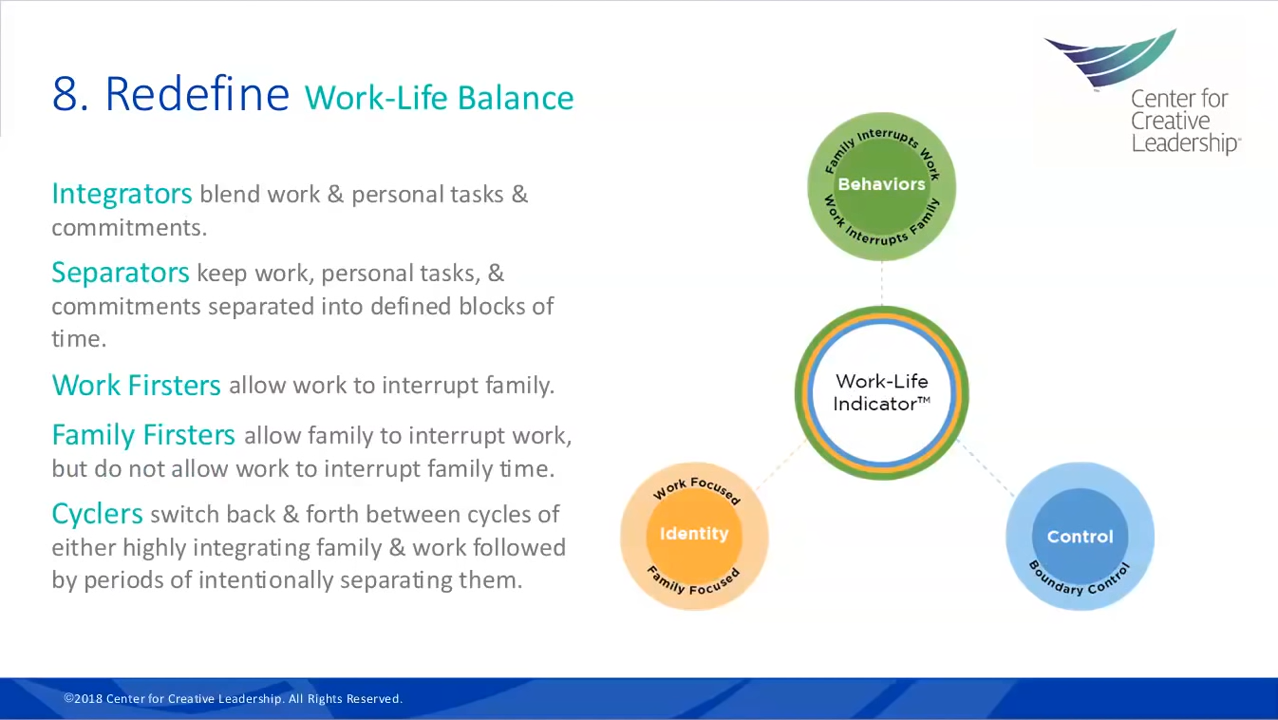 8. Redefine Work-Life Balance
Center for
Creative
Leadership™
Integrators blend work & personal tasks &
commitments.
Separators keep work, personal tasks, &
commitments separated into defined blocks of
time.
Work Firsters allow work to interrupt family.
Family Firsters allow family to interrupt work,
but do not allow work to interrupt family time.
Cyclers switch back & forth between cycles of
either highly integrating family & work followed
by periods of intentionally separating them.
Family Interrupts Work
Behaviors
Work Interrupts Family
Work-Life
Indicator™
Work Focused
Identity
Family Focused
Control
Boundary Control
©2018 Center for Creative Leadership. All Rights Reserved.